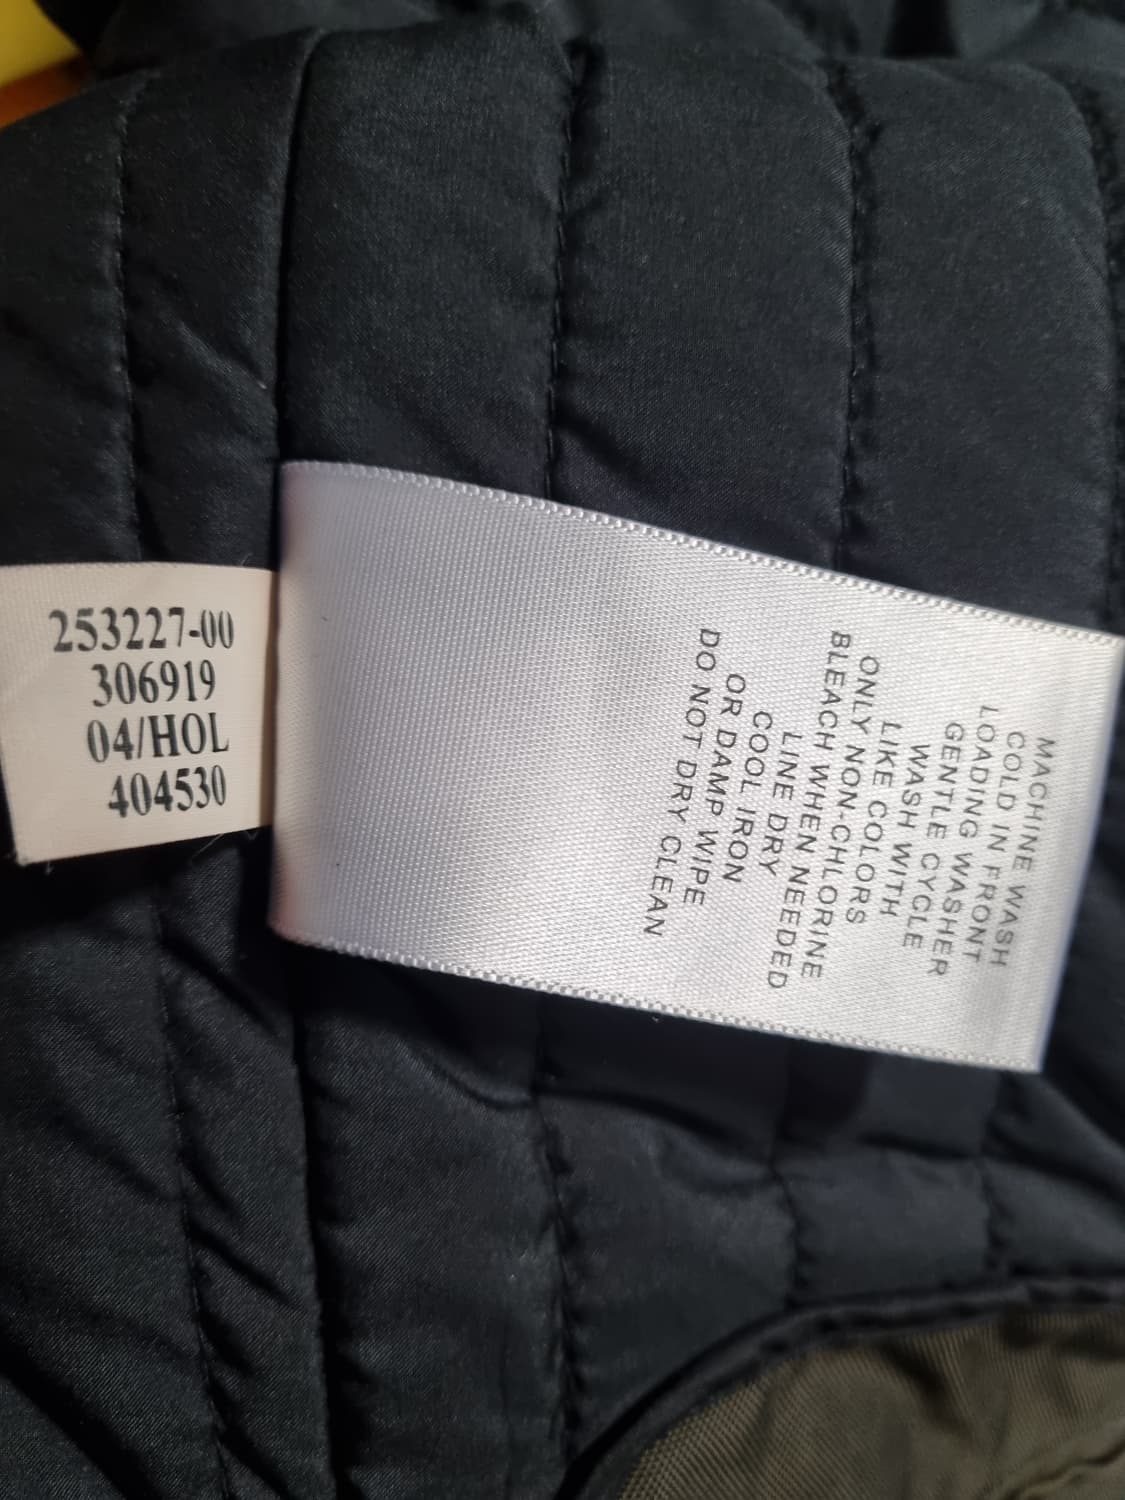 253227-00
306919
04/HOL
404530
MACHINE WASH
COLD IN FRONT
LOADING WASHER
GENTLE CYCLE
WASH WITH
LIKE COLORS
ONLY NON-CHLORINE
BLEACH WHEN NEEDED
LINE DRY
COOL IRON
OR DAMP WIPE
DO NOT DRY CLEAN